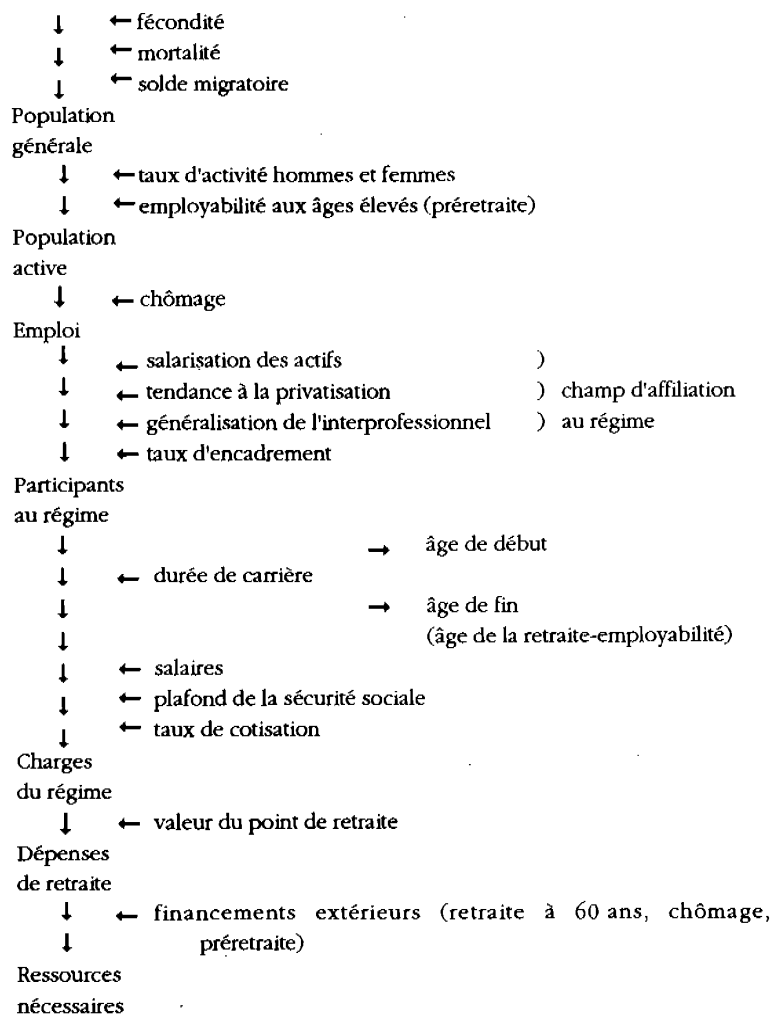 ↓ ← fécondité
↓ ← mortalité
↓ ← solde migratoire
Population
générale
↓ ← taux d'activité hommes et femmes
↓ ← employabilité aux âges élevés (préretraite)
Population
active
↓ ← chômage
Emploi
↓ ← salarisation des actifs )
↓ ← tendance à la privatisation ) champ d'affiliation
↓ ← généralisation de l'interprofessionnel ) au régime
↓ ← taux d'encadrement
Participants
au régime
↓ → âge de début
↓ ← durée de carrière
↓ → âge de fin
↓ (âge de la retraite-employabilité)
↓ ← salaires
↓ ← plafond de la sécurité sociale
↓ ← taux de cotisation
Charges
du régime
↓ ← valeur du point de retraite
Dépenses
de retraite
↓ ← financements extérieurs (retraite à 60 ans, chômage,
↓ préretraite)
Ressources
nécessaires